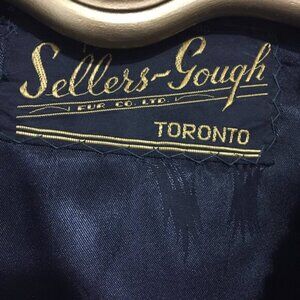 Sellers-Gough
FUR CO. LTD.
TORONTO